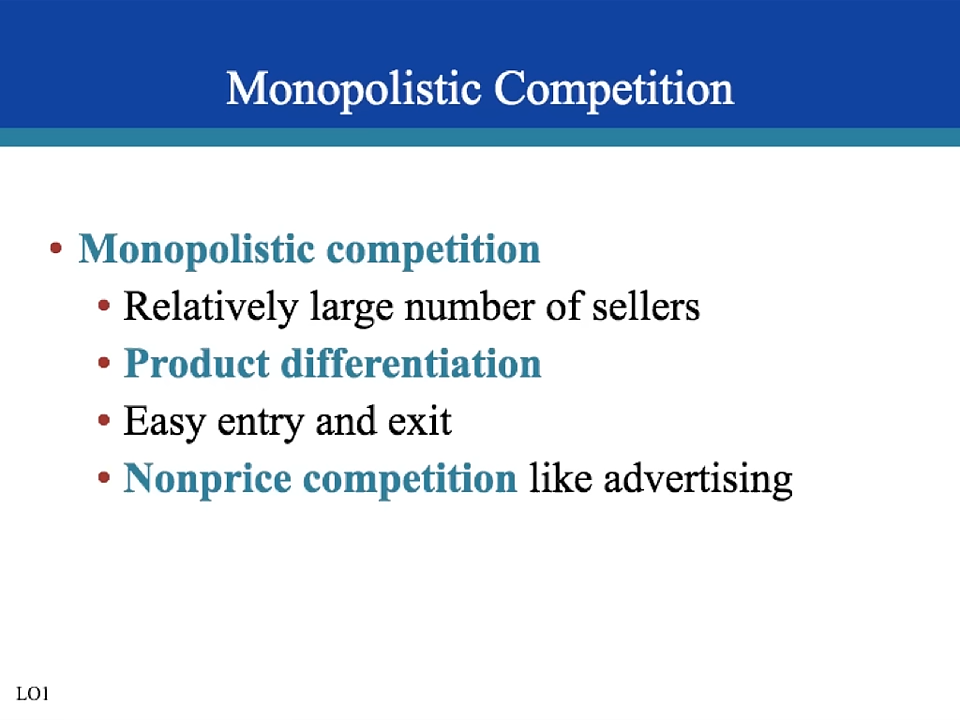 Monopolistic Competition
• Monopolistic competition
• Relatively large number of sellers
• Product differentiation
• Easy entry and exit
• Nonprice competition like advertising
LO1